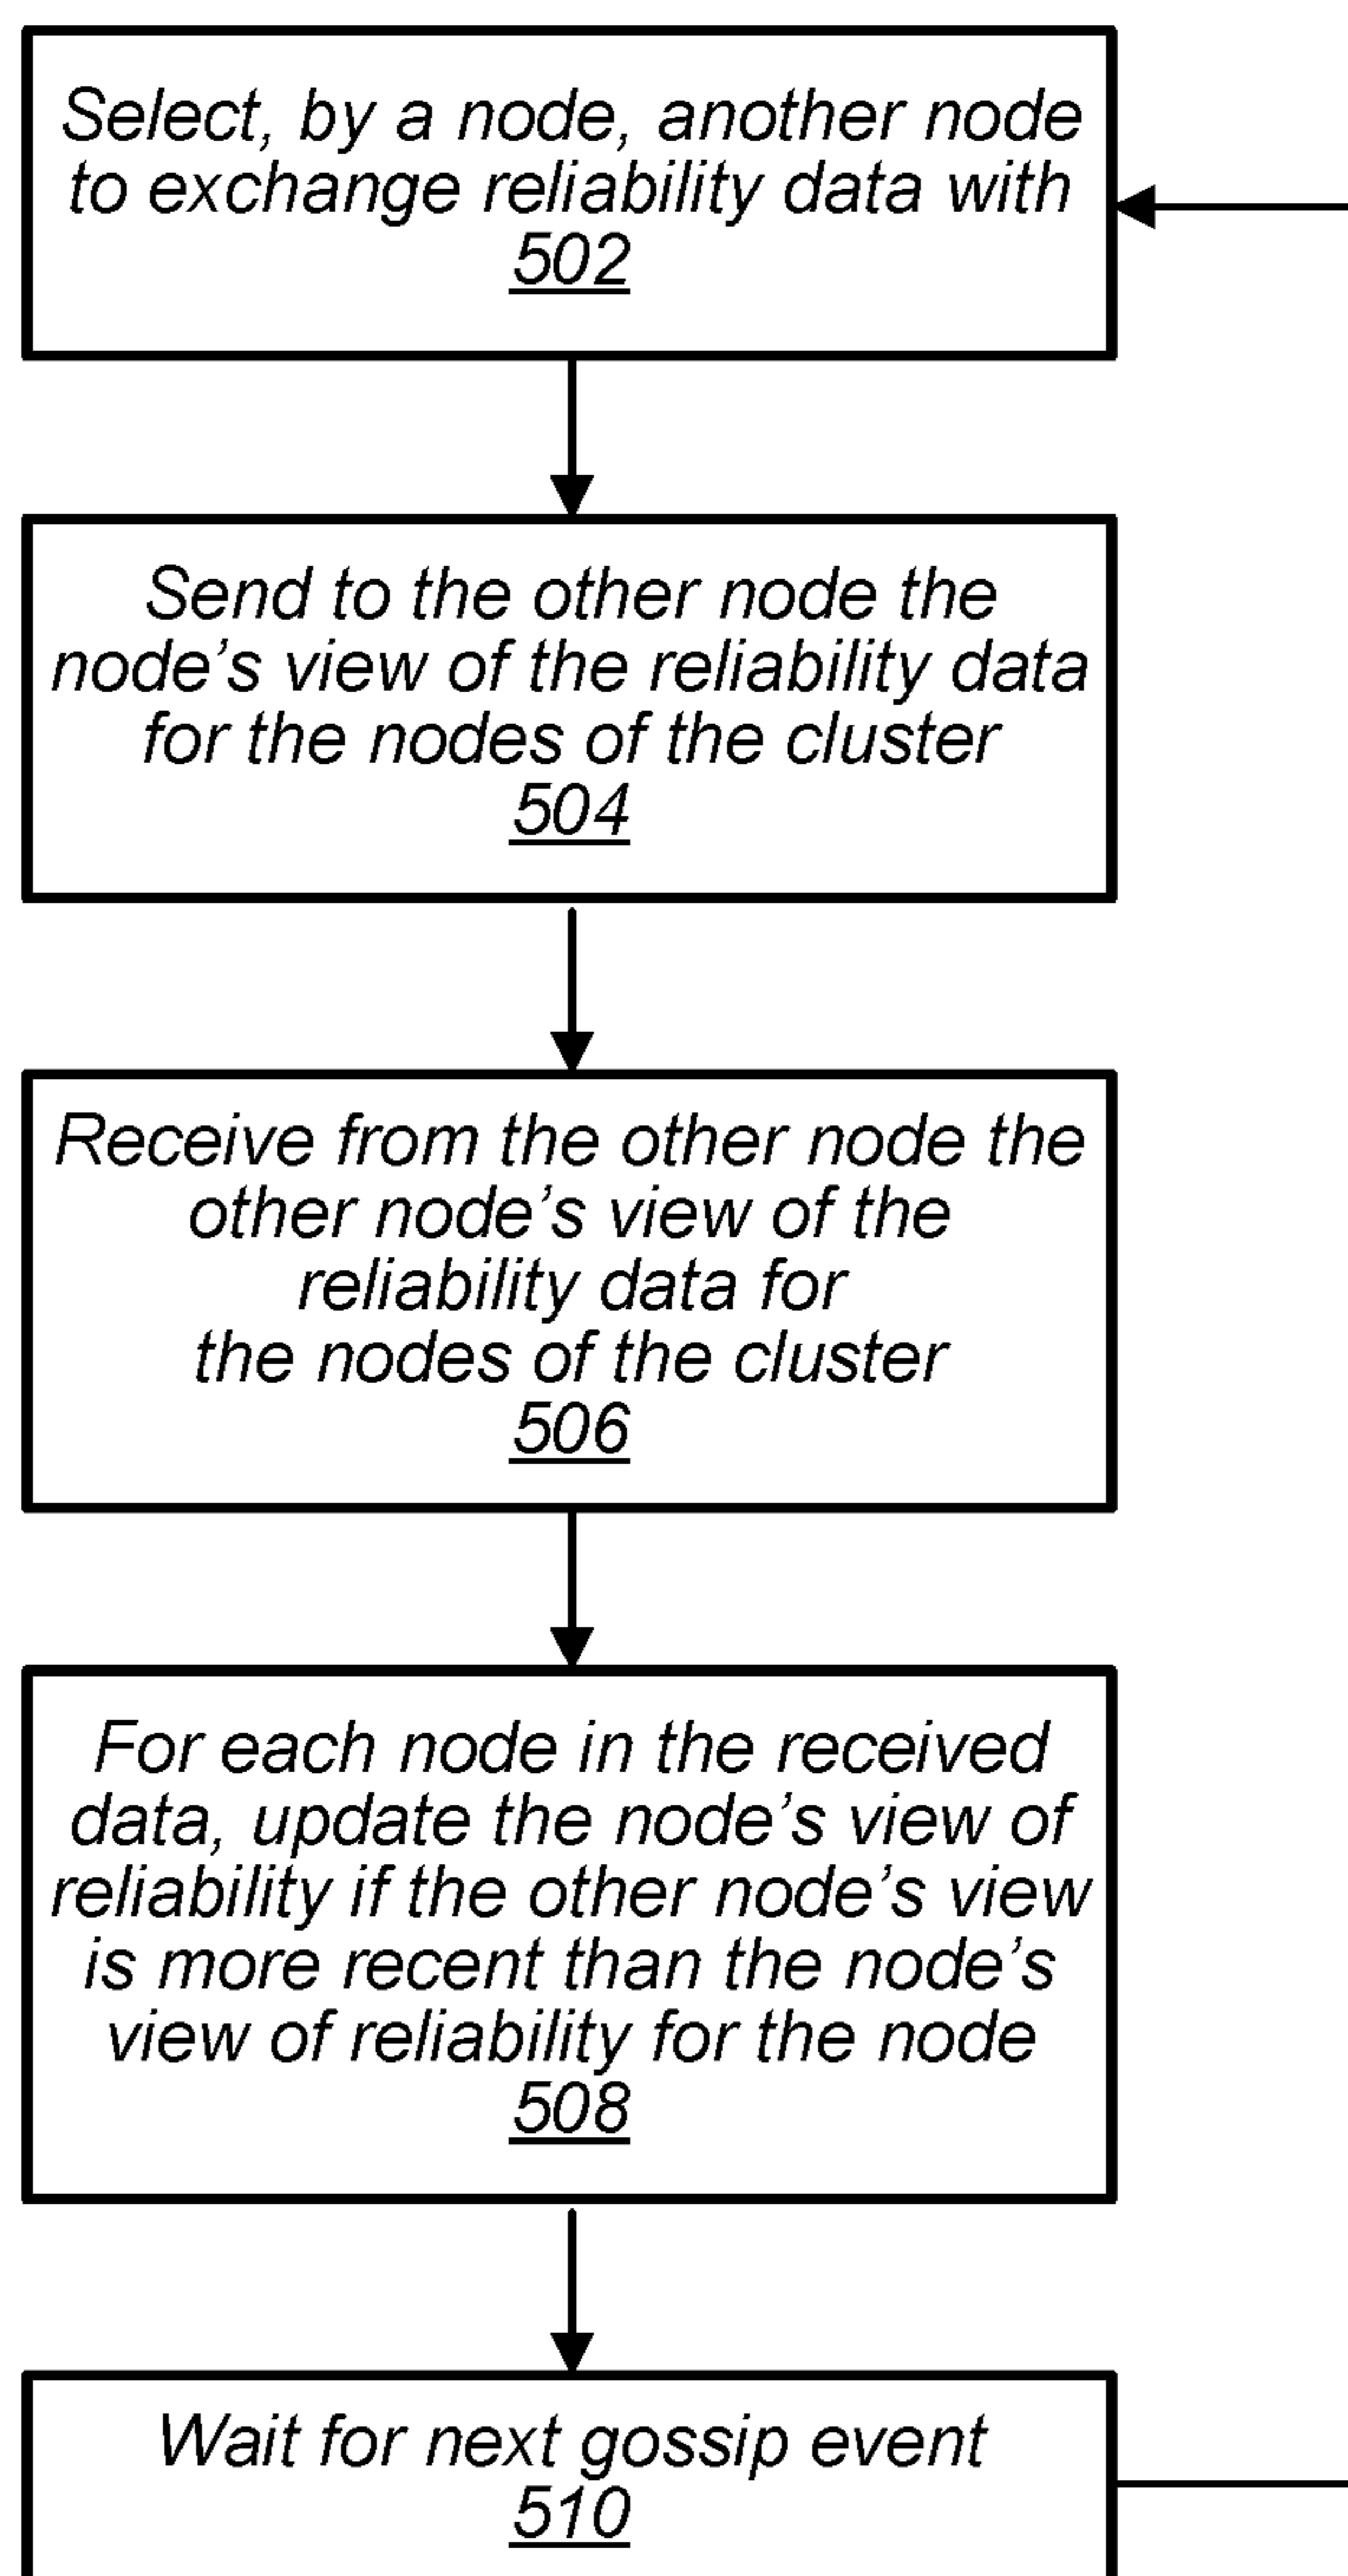 Select, by a node, another node
to exchange reliability data with
502
Send to the other node the
node’s view of the reliability data
for the nodes of the cluster
504
Receive from the other node the
other node’s view of the
reliability data for
the nodes of the cluster
506
For each node in the received
data, update the node’s view of
reliability if the other node’s view
is more recent than the node’s
view of reliability for the node
508
Wait for next gossip event
510